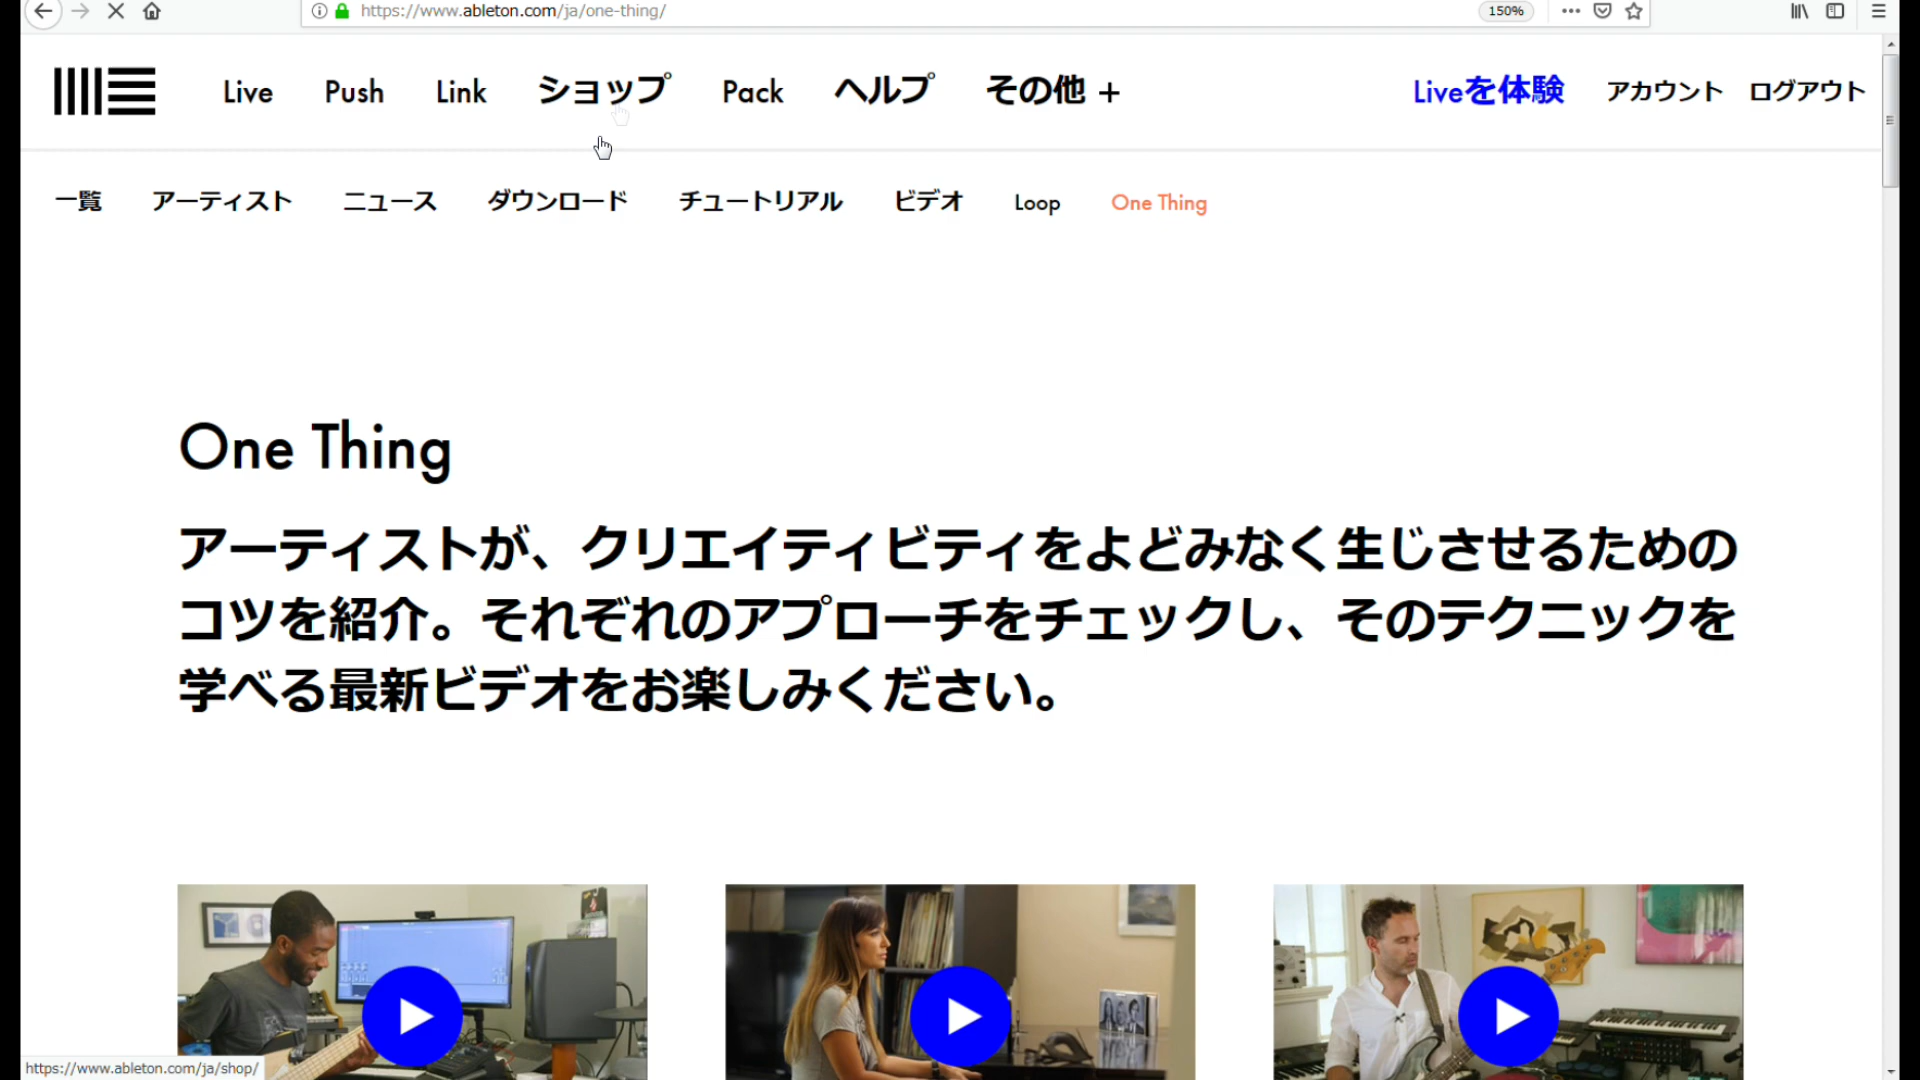 https://www.ableton.com/ja/one-thing/
150%
Live Push Link ショップ Pack ヘルプ その他 +
Liveを体験 アカウント ログアウト
一覧 アーティスト ニュース ダウンロード チュートリアル ビデオ Loop One Thing
One Thing
アーティストが、クリエイティビティをよどみなく生じさせるための
コツを紹介。それぞれのアプローチをチェックし、そのテクニックを
学べる最新ビデオをお楽しみください。
https://www.ableton.com/ja/shop/